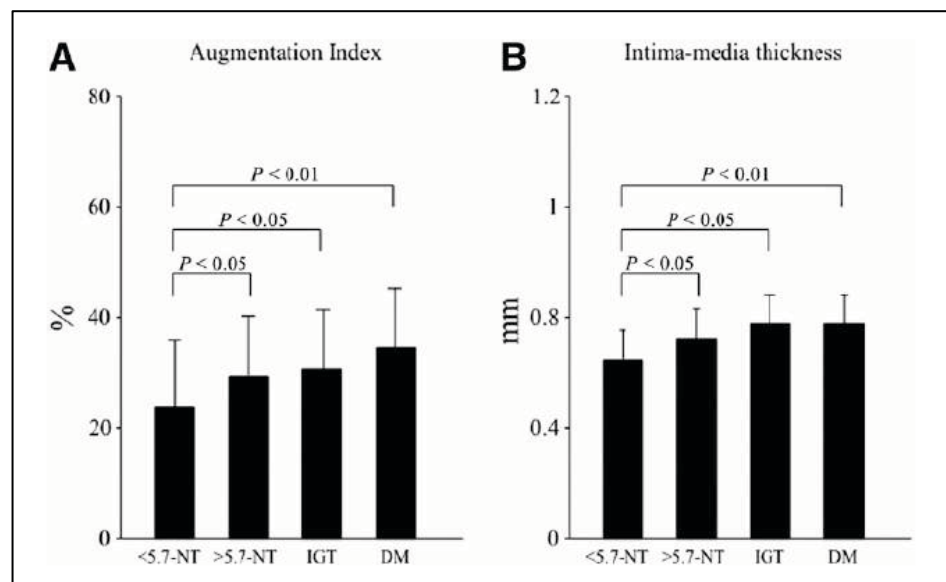 A Augmentation Index
80
60
40
20
0
%
P < 0.01
P < 0.05
P < 0.05
<5.7-NT >5.7-NT IGT DM
B Intima-media thickness
1.2
1
0.8
0.4
0
mm
P < 0.01
P < 0.05
P < 0.05
<5.7-NT >5.7-NT IGT DM